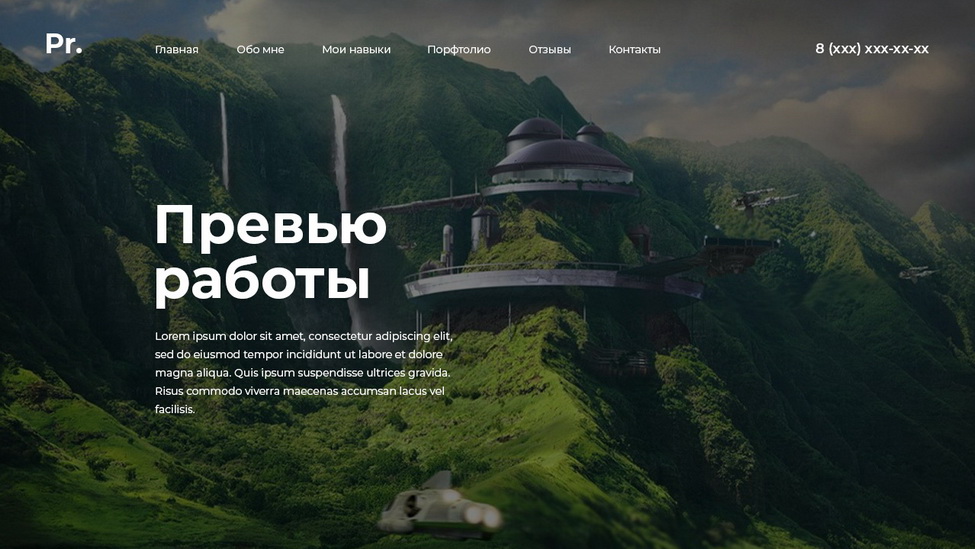 Pr.
Главная Обо мне Мои навыки Порфтолио Отзывы Контакты 8 (xxx) xxx-xx-xx
Превью
работы
Lorem ipsum dolor sit amet, consectetur adipiscing elit,
sed do eiusmod tempor incididunt ut labore et dolore
magna aliqua. Quis ipsum suspendisse ultrices gravida.
Risus commodo viverra maecenas accumsan lacus vel
facilisis.